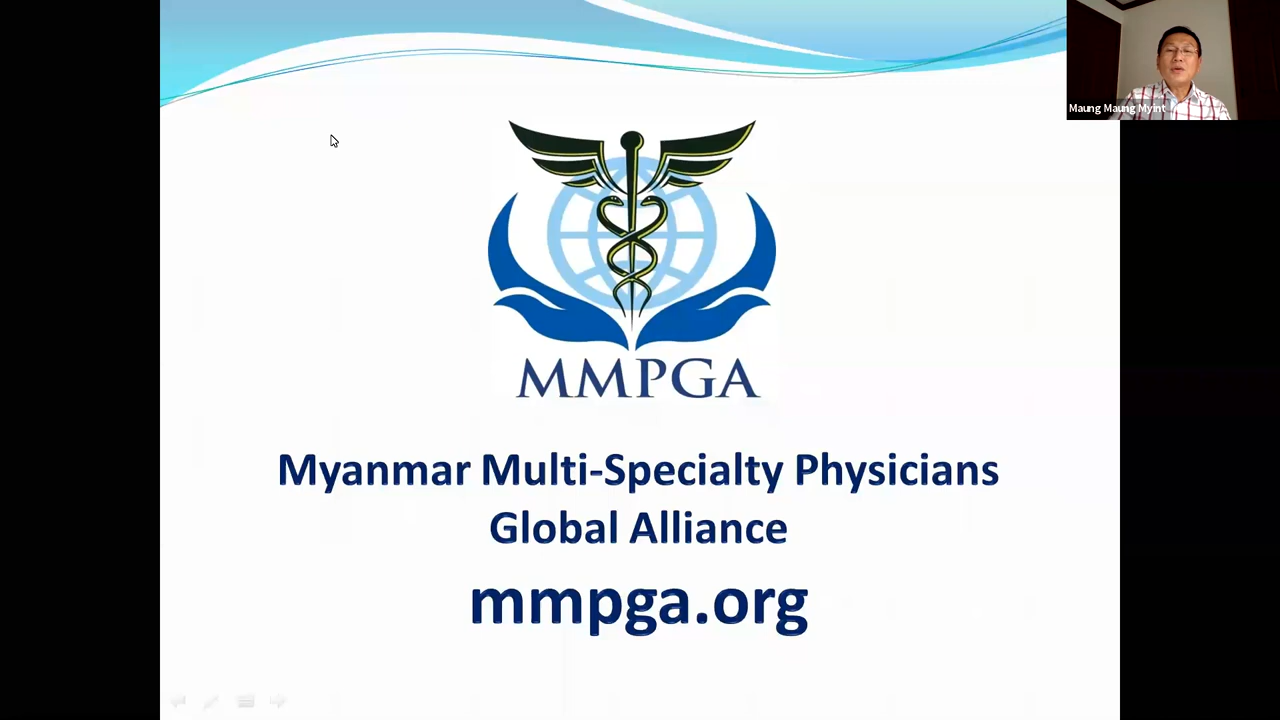 Maung Maung Myint
MMPGA
Myanmar Multi-Specialty Physicians
Global Alliance
mmpga.org